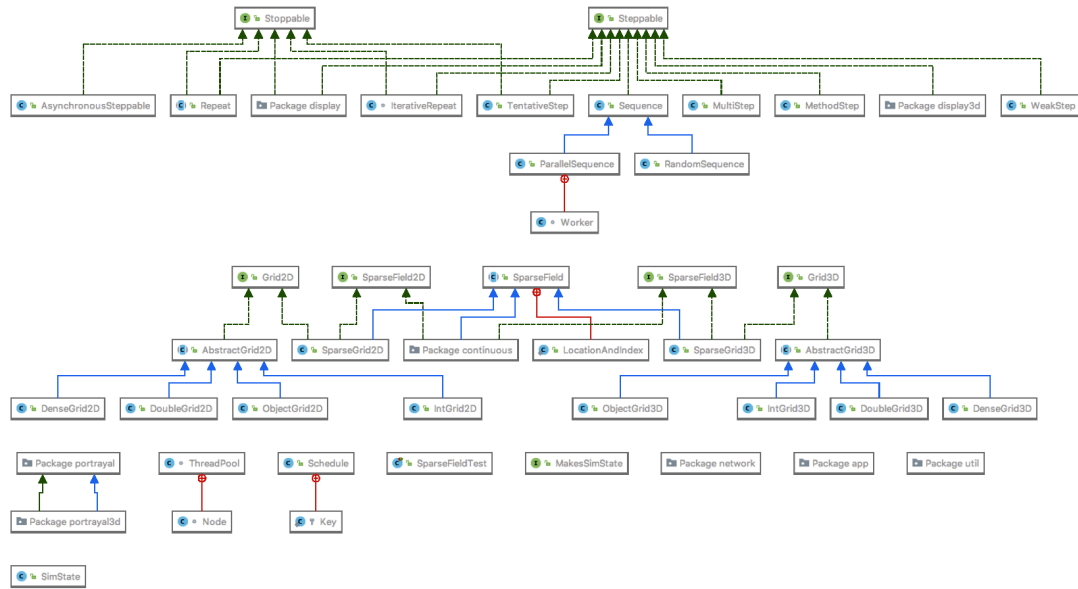 Stoppable
Steppable
AsynchronousSteppable
Repeat
Package display
IterativeRepeat
TentativeStep
Sequence
MultiStep
MethodStep
Package display3d
WeakStep
ParallelSequence
RandomSequence
Worker
Grid2D
SparseField2D
SparseField
SparseField3D
Grid3D
AbstractGrid2D
SparseGrid2D
Package continuous
LocationAndIndex
SparseGrid3D
AbstractGrid3D
DenseGrid2D
DoubleGrid2D
ObjectGrid2D
IntGrid2D
ObjectGrid3D
IntGrid3D
DoubleGrid3D
DenseGrid3D
Package portrayal
ThreadPool
Schedule
SparseFieldTest
MakesSimState
Package network
Package app
Package util
Package portrayal3d
Node
Key
SimState